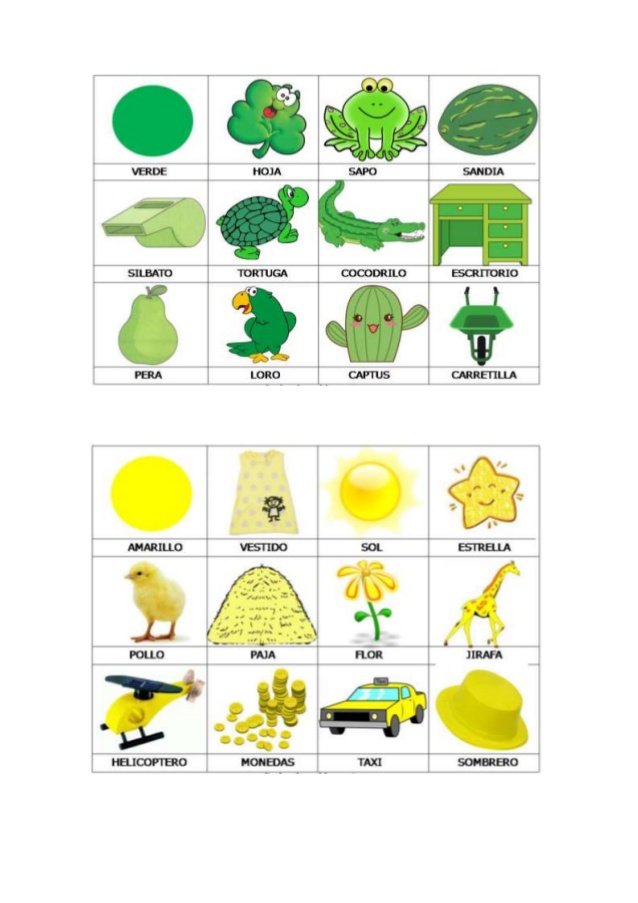 VERDE HOJA SAPO SANDIA
SILBATO TORTUGA COCODRILO ESCRITORIO
PERA LORO CAPTUS CARRETILLA
AMARILLO VESTIDO SOL ESTRELLA
POLLO PAJA FLOR JIRAFA
Taxi
HELICOPTERO MONEDAS TAXI SOMBRERO